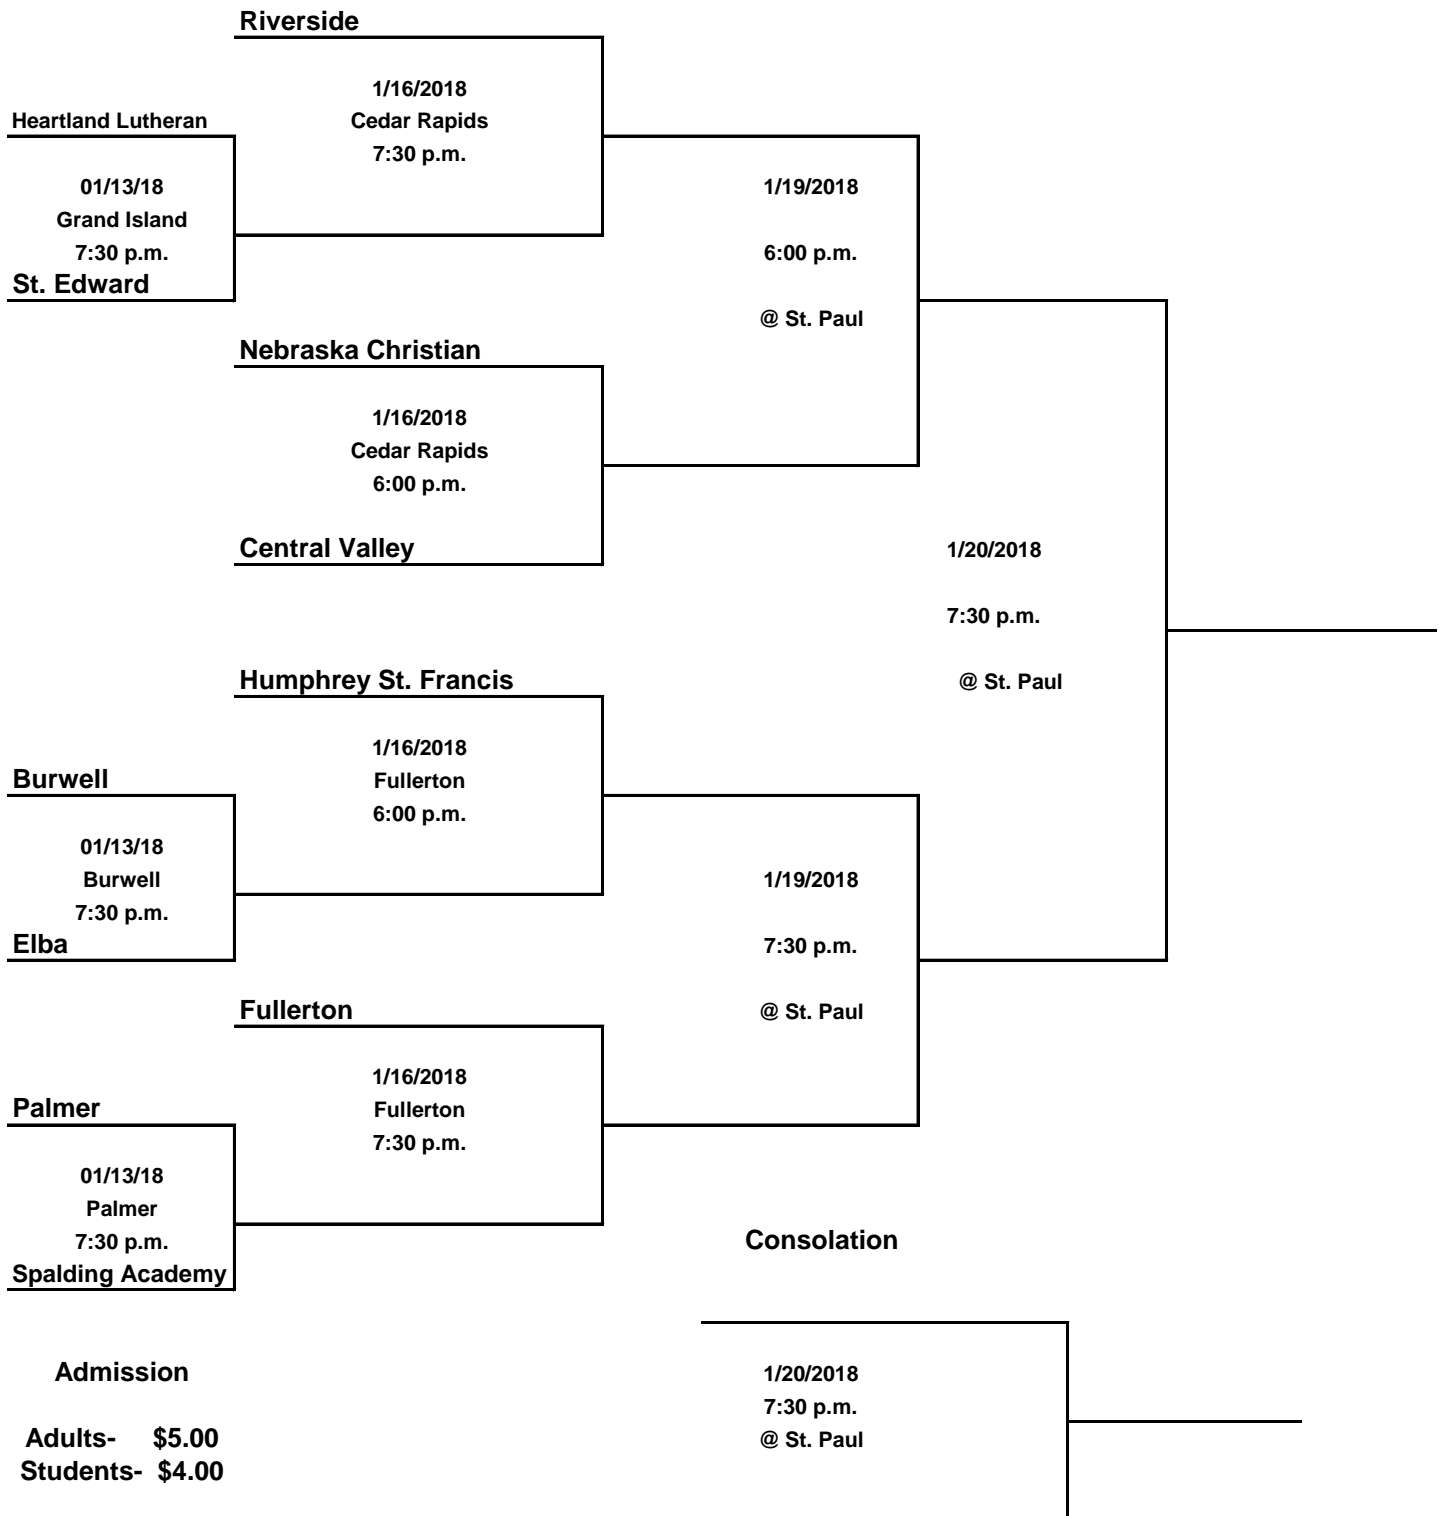 Riverside
1/16/2018
Cedar Rapids
7:30 p.m.
Heartland Lutheran
01/13/18
Grand Island
7:30 p.m.
St. Edward
1/19/2018
6:00 p.m.
@ St. Paul
Nebraska Christian
1/16/2018
Cedar Rapids
6:00 p.m.
Central Valley
1/20/2018
7:30 p.m.
@ St. Paul
Humphrey St. Francis
1/16/2018
Fullerton
6:00 p.m.
Burwell
01/13/18
Burwell
7:30 p.m.
Elba
1/19/2018
7:30 p.m.
@ St. Paul
Fullerton
1/16/2018
Fullerton
7:30 p.m.
Palmer
01/13/18
Palmer
7:30 p.m.
Spalding Academy
Consolation
1/20/2018
7:30 p.m.
@ St. Paul
Admission
Adults- $5.00
Students- $4.00